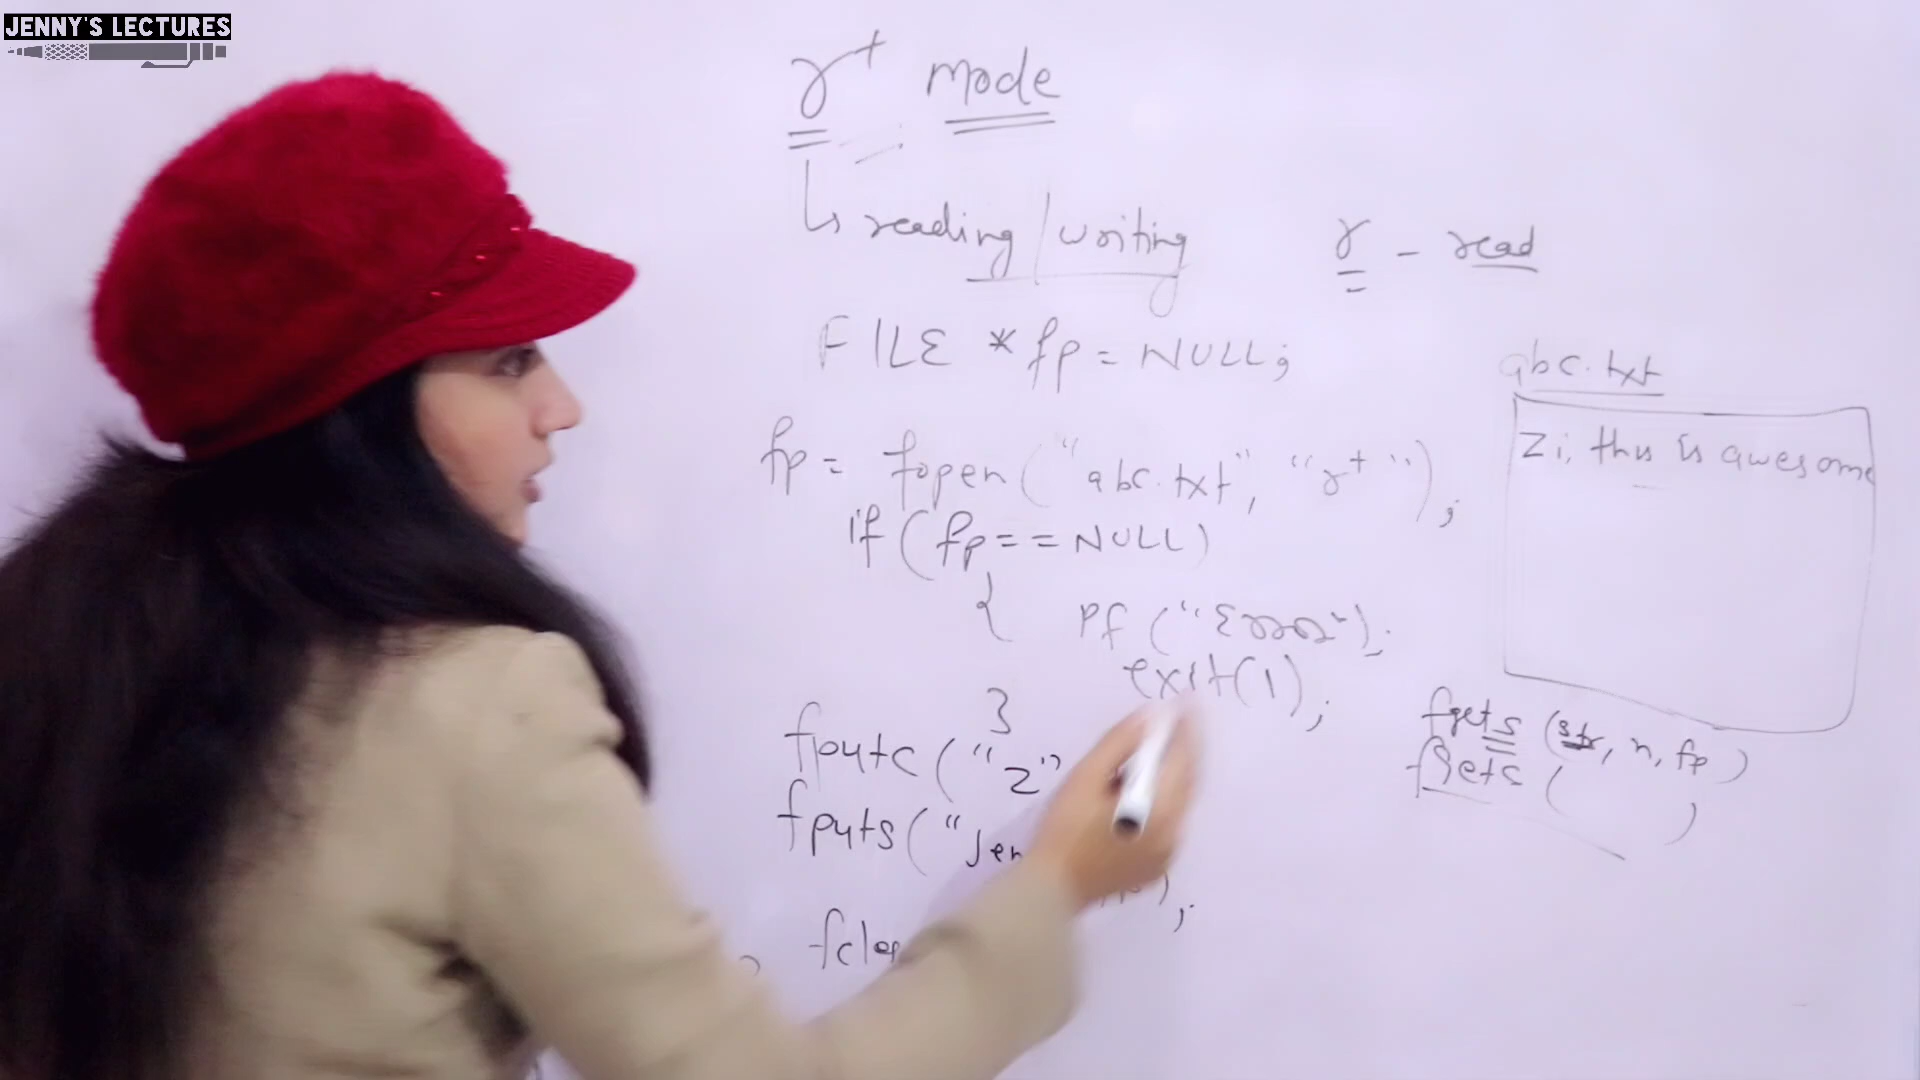 JENNY'S LECTURES
r+ mode
↳ reading/writing
r - read
FILE *fp = NULL;
fp = fopen("abc.txt", "r+");
if (fp == NULL)
{ pf("Error");
exit(1);
}
fputc("z"
fputs("Jen
);
fclos
abc.txt
Zi, this is awesome
fgets (str, n, fp)
fgetc ( )